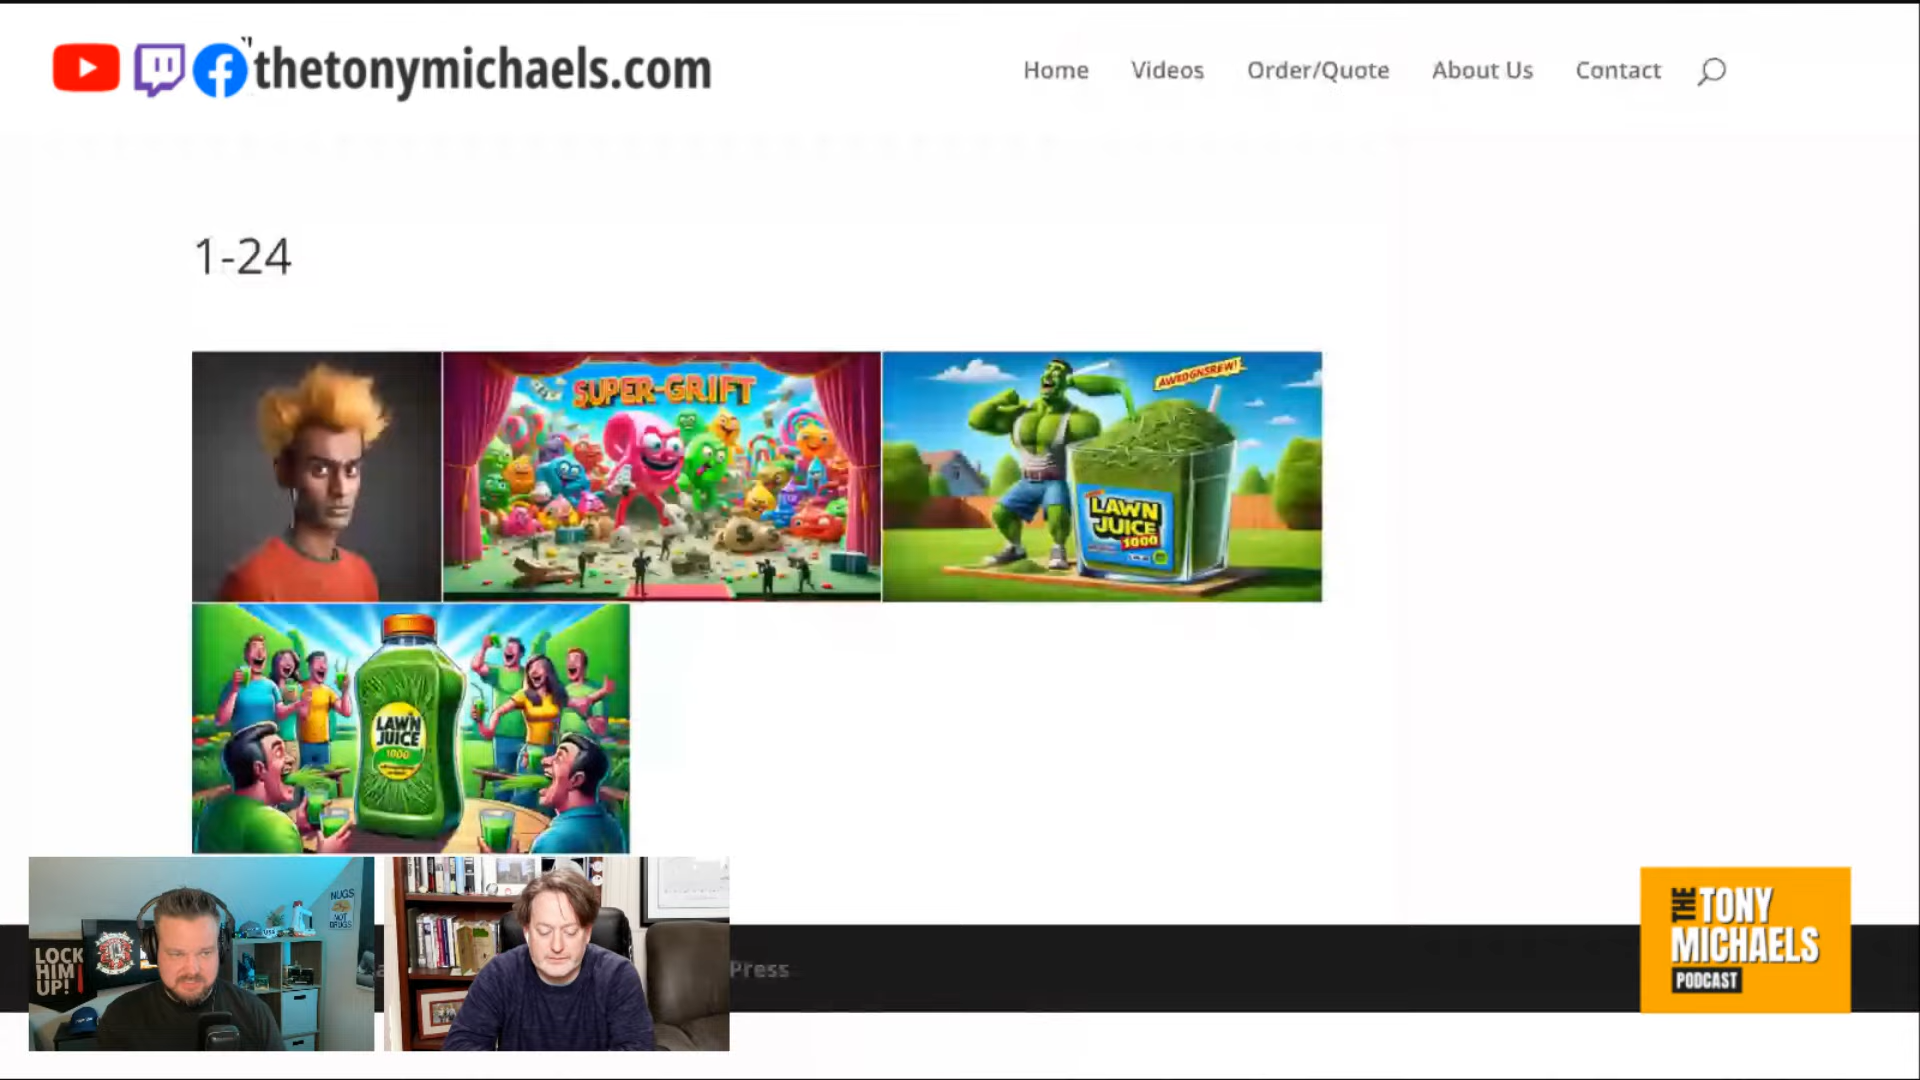 thetonymichaels.com
Home Videos Order/Quote About Us Contact
1-24
SUPER-GRIFT
LAWN
JUICE
1000
LAWN
JUICE
1000
NUGS
NOT
DRUGS
LOCK
HIM
UP!
Press
THE
TONY
MICHAELS
PODCAST